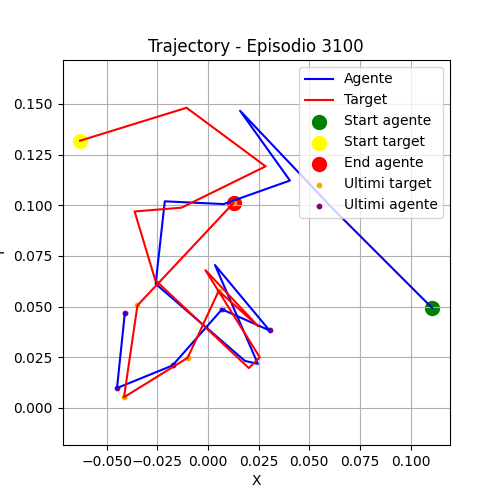 Trajectory - Episodio 3100
Agente
Target
Start agente
Start target
End agente
Ultimi target
Ultimi agente
0.150
0.125
0.100
0.075
0.050
0.025
0.000
−0.050 −0.025 0.000 0.025 0.050 0.075 0.100
X